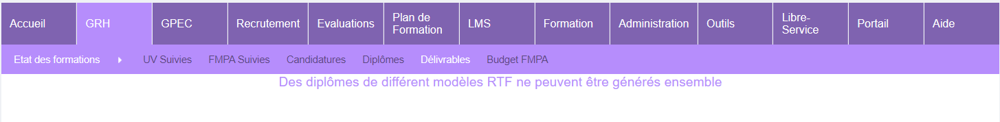 Accueil
GRH
GPEC
Recrutement
Evaluations
Plan de
Formation
LMS
Formation
Administration
Outils
Libre-
Service
Portail
Aide
Etat des formations
UV Suivies
FMPA Suivies
Candidatures
Diplômes
Délivrables
Budget FMPA
Des diplômes de différent modèles RTF ne peuvent être générés ensemble